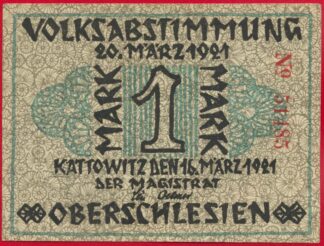 VOLKSABSTIMMUNG
20. MÄRZ 1921
MARK 1 MARK
KATTOWITZ DEN 16. MÄRZ 1921
DER MAGISTRAT
OBERSCHLESIEN